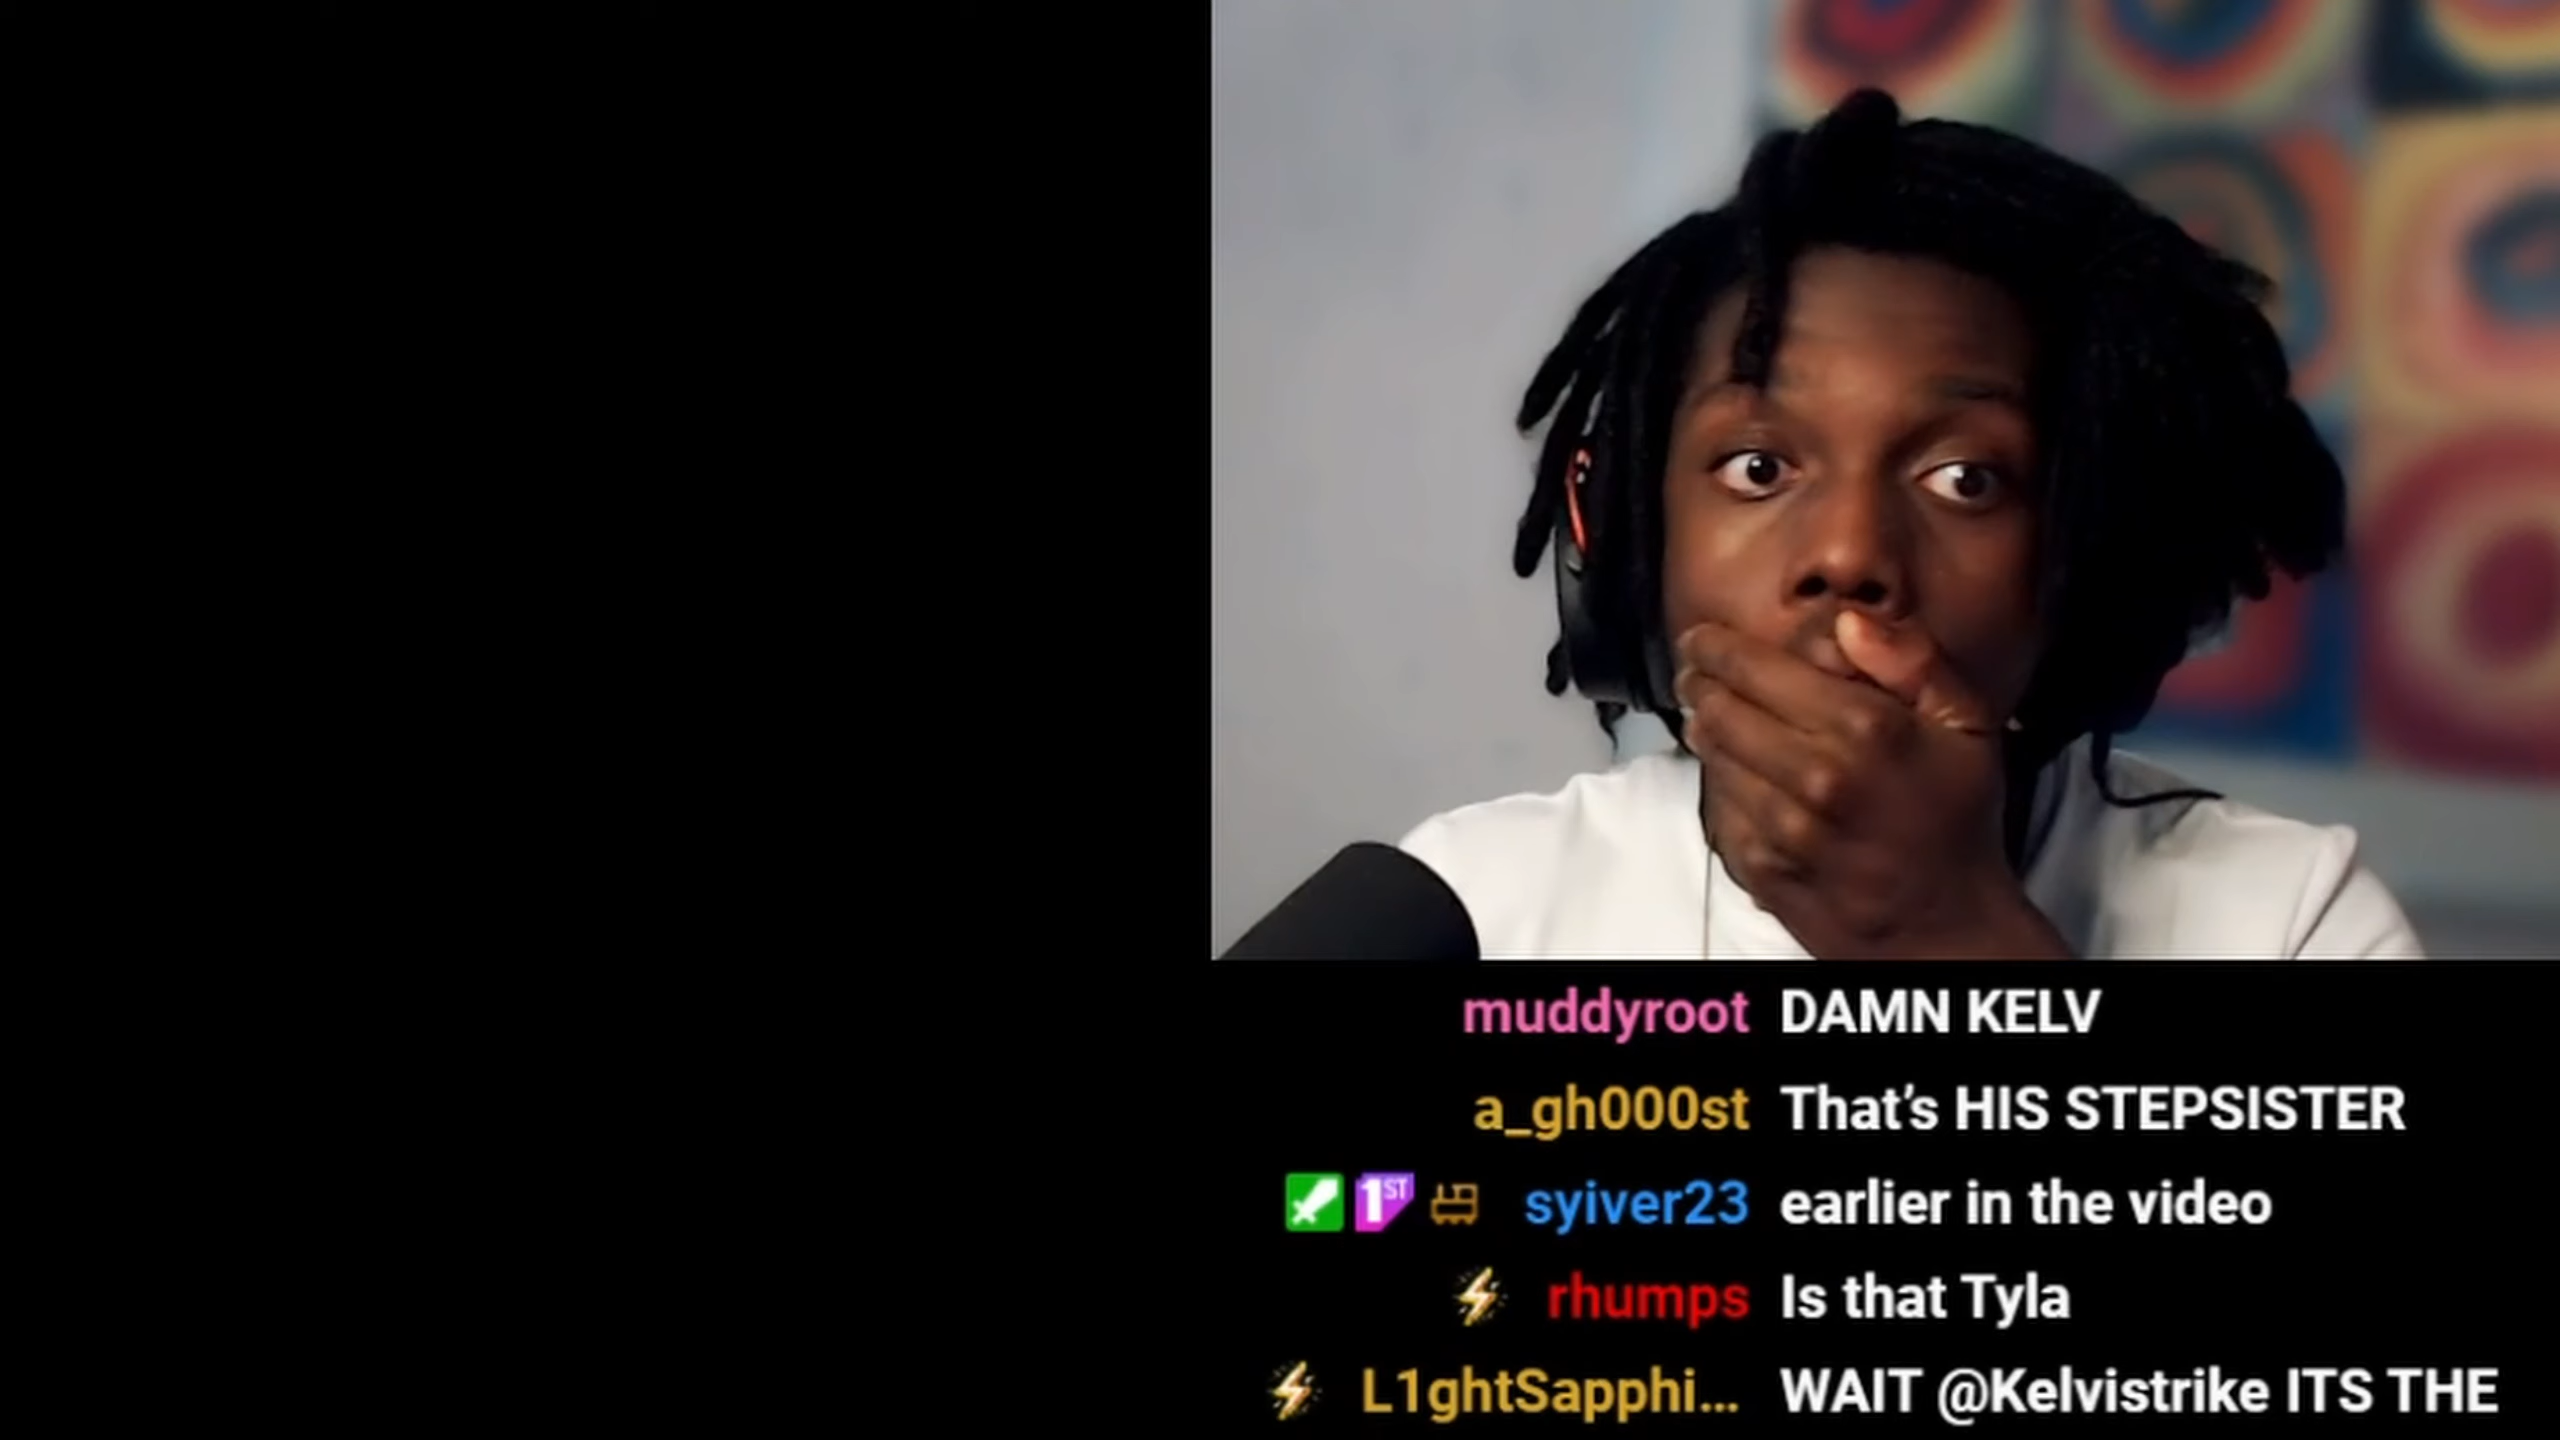 muddyroot DAMN KELV
a_gh000st That's HIS STEPSISTER
1ST syiver23 earlier in the video
rhumps Is that Tyla
L1ghtSapphi... WAIT @Kelvistrike ITS THE